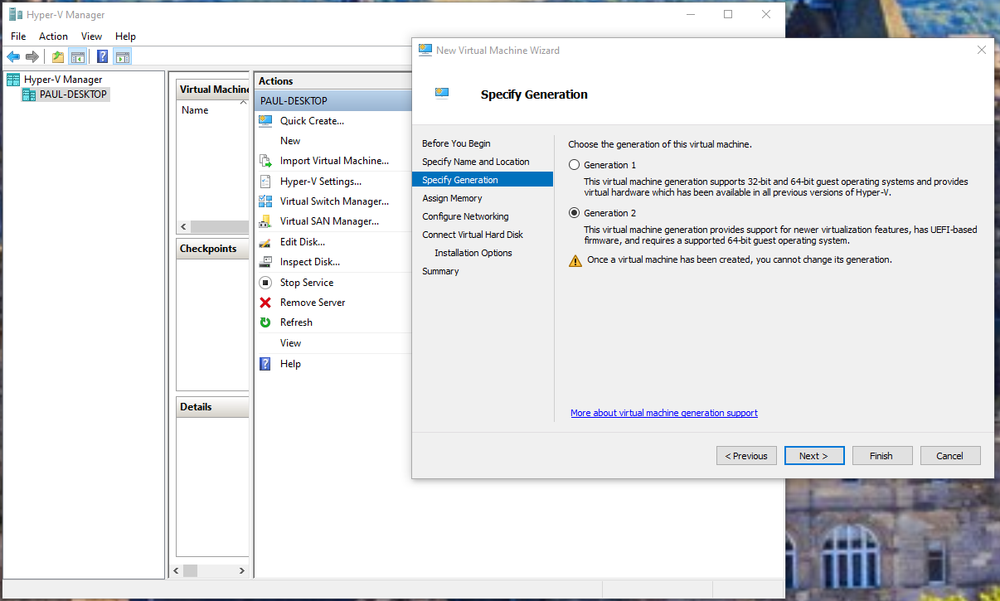 Hyper-V Manager
File Action View Help
Hyper-V Manager
PAUL-DESKTOP
Virtual Machine
Name
Checkpoints
Details
Actions
PAUL-DESKTOP
Quick Create...
New
Import Virtual Machine...
Hyper-V Settings...
Virtual Switch Manager...
Virtual SAN Manager...
Edit Disk...
Inspect Disk...
Stop Service
Remove Server
Refresh
View
Help
New Virtual Machine Wizard
Specify Generation
Before You Begin
Specify Name and Location
Specify Generation
Assign Memory
Configure Networking
Connect Virtual Hard Disk
Installation Options
Summary
Choose the generation of this virtual machine.
Generation 1
This virtual machine generation supports 32-bit and 64-bit guest operating systems and provides
virtual hardware which has been available in all previous versions of Hyper-V.
Generation 2
This virtual machine generation provides support for newer virtualization features, has UEFI-based
firmware, and requires a supported 64-bit guest operating system.
Once a virtual machine has been created, you cannot change its generation.
More about virtual machine generation support
< Previous Next > Finish Cancel